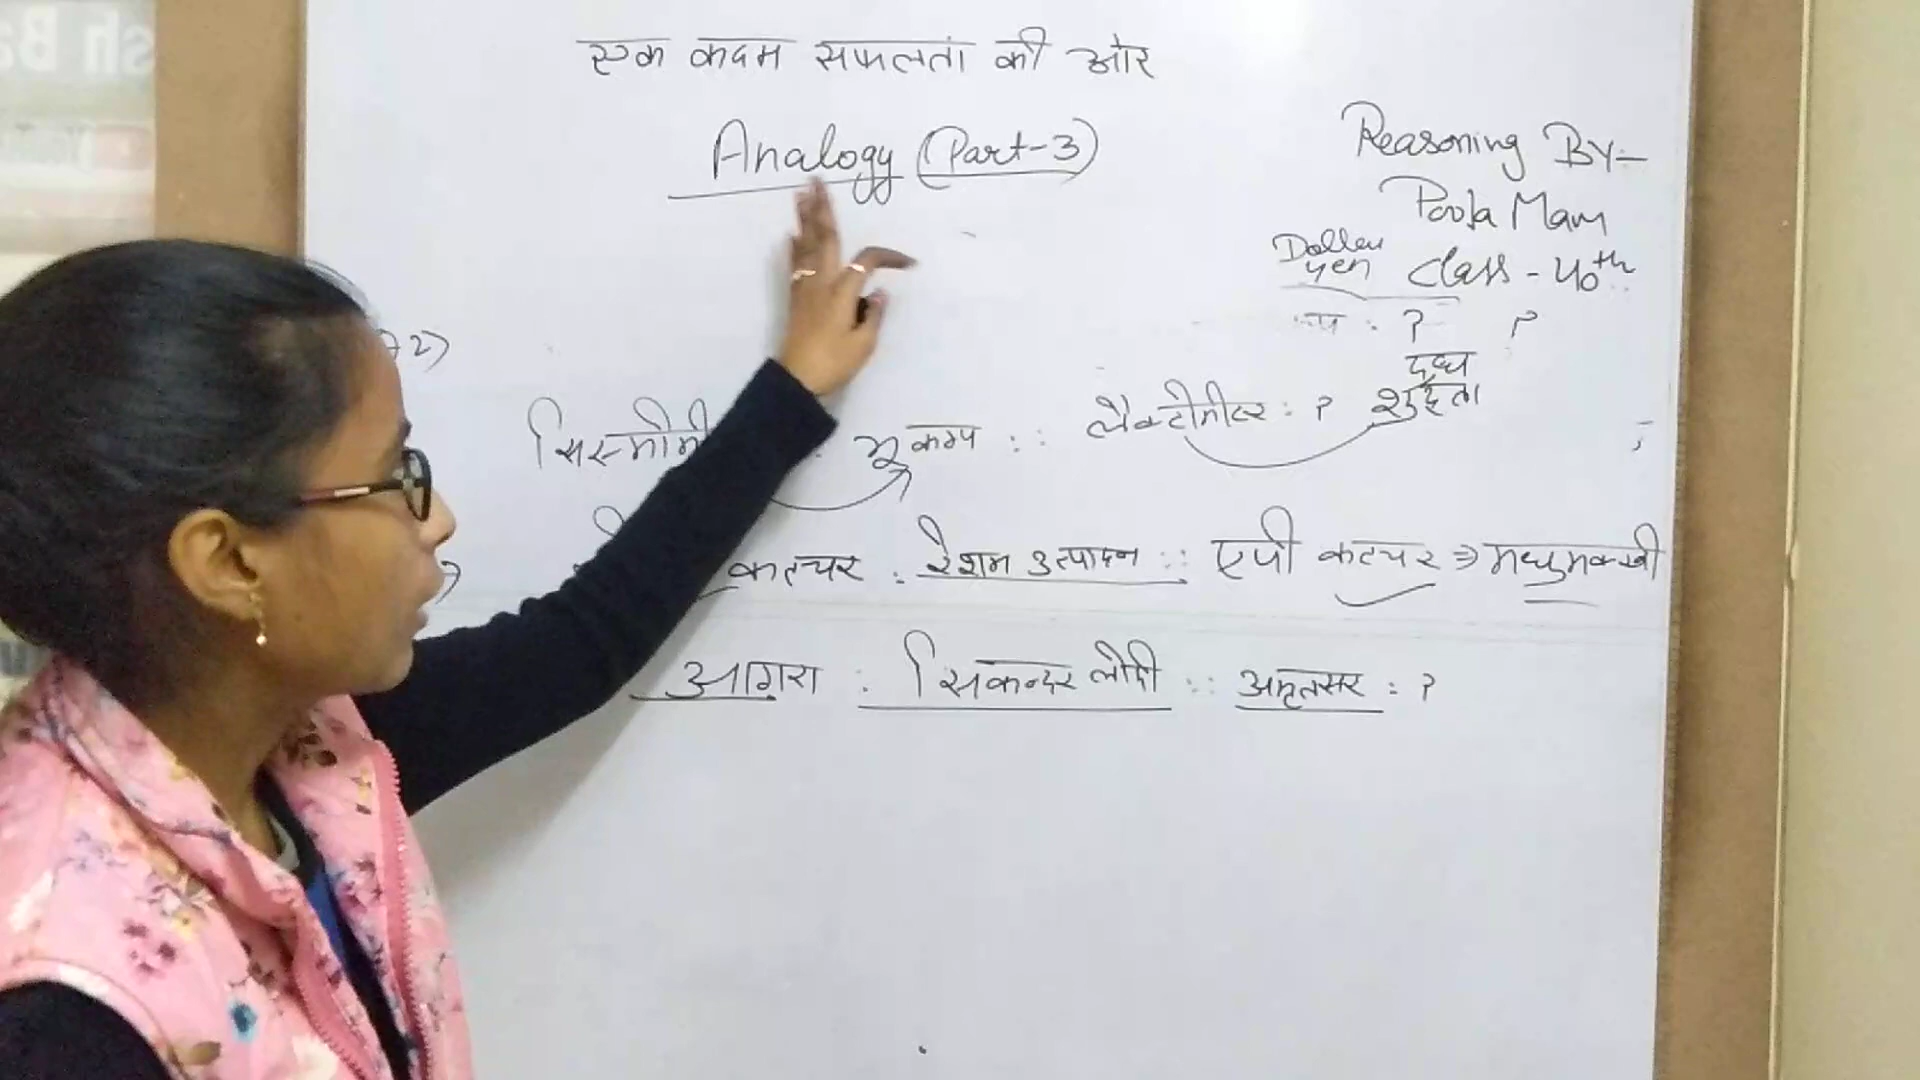 एक कदम सफलता की ओर
Analogy (Part-3)
Reasoning By:-
Pooja Mam
Class - 40th
Dollar
yen
?
?
2)
दूध
शुद्धता
भूकम्प :: लैक्टोमीटर : ?
कल्चर : रेशम उत्पादन :: एपी कल्चर ⇒ मधुमक्खी
आगरा : सिकन्दर लोदी :: अमृतसर : ?